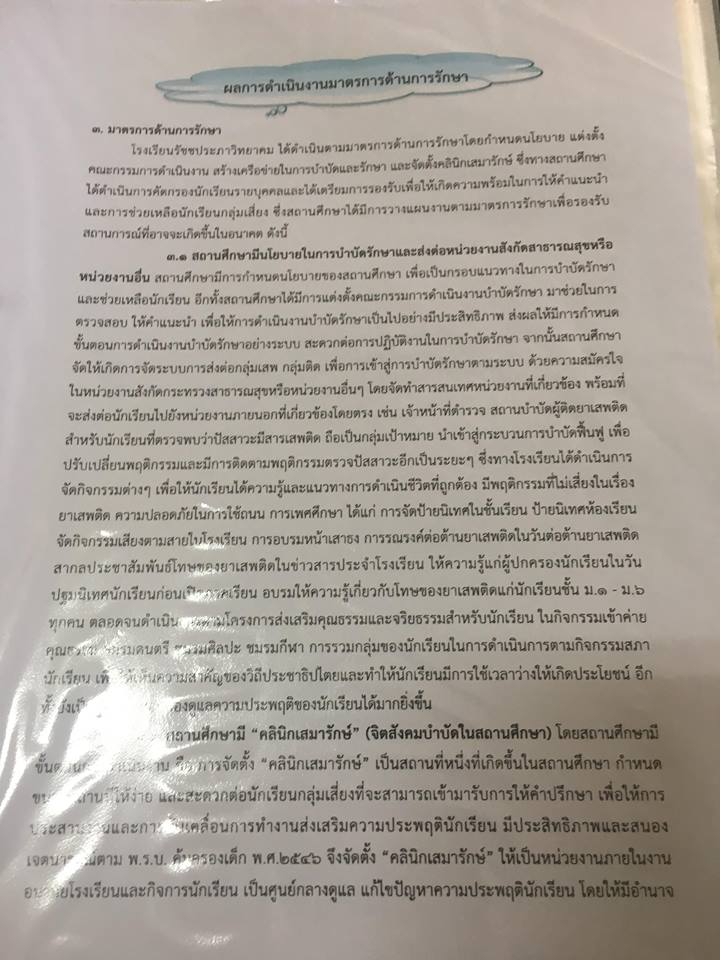 ผลการดำเนินงานมาตรการด้านการรักษา
๓. มาตรการด้านการรักษา
โรงเรียนรัชชประภาวิทยาคม ได้ดำเนินตามมาตรการด้านการรักษาโดยกำหนดนโยบาย แต่งตั้ง
คณะกรรมการดำเนินงาน สร้างเครือข่ายในการบำบัดและรักษา และจัดตั้งคลินิกเสมารักษ์ ซึ่งทางสถานศึกษา
ได้ดำเนินการคัดกรองนักเรียนรายบุคคลและได้เตรียมการรองรับเพื่อให้เกิดความพร้อมในการให้คำแนะนำ
และการช่วยเหลือนักเรียนกลุ่มเสี่ยง ซึ่งสถานศึกษาได้มีการวางแผนงานตามมาตรการรักษาเพื่อรองรับ
สถานการณ์ที่อาจจะเกิดขึ้นในอนาคต ดังนี้
๓.๑ สถานศึกษามีนโยบายในการบำบัดรักษาและส่งต่อหน่วยงานสังกัดสาธารณสุขหรือ
หน่วยงานอื่น สถานศึกษามีการกำหนดนโยบายของสถานศึกษา เพื่อเป็นกรอบแนวทางในการบำบัดรักษา
และช่วยเหลือนักเรียน อีกทั้งสถานศึกษาได้มีการแต่งตั้งคณะกรรมการดำเนินงานบำบัดรักษา มาช่วยในการ
ตรวจสอบ ให้คำแนะนำ เพื่อให้การดำเนินงานบำบัดรักษาเป็นไปอย่างมีประสิทธิภาพ ส่งผลให้มีการกำหนด
ขั้นตอนการดำเนินงานบำบัดรักษาอย่างระบบ สะดวกต่อการปฏิบัติงานในการบำบัดรักษา จากนั้นสถานศึกษา
จัดให้เกิดการจัดระบบการส่งต่อกลุ่มเสพ กลุ่มติด เพื่อการเข้าสู่การบำบัดรักษาตามระบบ ด้วยความสมัครใจ
ในหน่วยงานสังกัดกระทรวงสาธารณสุขหรือหน่วยงานอื่นๆ โดยจัดทำสารสนเทศหน่วยงานที่เกี่ยวข้อง พร้อมที่
จะส่งต่อนักเรียนไปยังหน่วยงานภายนอกที่เกี่ยวข้องโดยตรง เช่น เจ้าหน้าที่ตำรวจ สถานบำบัดผู้ติดยาเสพติด
สำหรับนักเรียนที่ตรวจพบว่าปัสสาวะมีสารเสพติด ถือเป็นกลุ่มเป้าหมาย นำเข้าสู่กระบวนการบำบัดฟื้นฟู เพื่อ
ปรับเปลี่ยนพฤติกรรมและมีการติดตามพฤติกรรมตรวจปัสสาวะอีกเป็นระยะๆ ซึ่งทางโรงเรียนได้ดำเนินการ
จัดกิจกรรมต่างๆ เพื่อให้นักเรียนได้ความรู้และแนวทางการดำเนินชีวิตที่ถูกต้อง มีพฤติกรรมที่ไม่เสี่ยงในเรื่อง
ยาเสพติด ความปลอดภัยในการใช้ถนน การเพศศึกษา ได้แก่ การจัดป้ายนิเทศในชั้นเรียน ป้ายนิเทศห้องเรียน
จัดกิจกรรมเสียงตามสายในโรงเรียน การอบรมหน้าเสาธง การรณรงค์ต่อต้านยาเสพติดในวันต่อต้านยาเสพติด
สากลประชาสัมพันธ์โทษของยาเสพติดในข่าวสารประจำโรงเรียน ให้ความรู้แก่ผู้ปกครองนักเรียนในวัน
ปฐมนิเทศนักเรียนก่อนเปิดภาคเรียน อบรมให้ความรู้เกี่ยวกับโทษของยาเสพติดแก่นักเรียนชั้น ม.๑ - ม.๖
ทุกคน ตลอดจนดำเนิน ตามโครงการส่งเสริมคุณธรรมและจริยธรรมสำหรับนักเรียน ในกิจกรรมเข้าค่าย
ชมรมดนตรี ชมรมศิลปะ ชมรมกีฬา การรวมกลุ่มของนักเรียนในการดำเนินการตามกิจกรรมสภา
นักเรียน เห็นความสำคัญของวิถีประชาธิปไตยและทำให้นักเรียนมีการใช้เวลาว่างให้เกิดประโยชน์ อีก
ดูแลความประพฤติของนักเรียนได้มากยิ่งขึ้น
สถานศึกษามี “คลินิกเสมารักษ์” (จิตสังคมบำบัดในสถานศึกษา) โดยสถานศึกษามี
การจัดตั้ง “คลินิกเสมารักษ์” เป็นสถานที่หนึ่งที่เกิดขึ้นในสถานศึกษา กำหนด
ให้ง่าย และสะดวกต่อนักเรียนกลุ่มเสี่ยงที่จะสามารถเข้ามารับการให้คำปรึกษา เพื่อให้การ
เคลื่อนการทำงานส่งเสริมความประพฤตินักเรียน มีประสิทธิภาพและสนอง
พ.ร.บ. คุ้มครองเด็ก พ.ศ.๒๕๔๖ จึงจัดตั้ง “คลินิกเสมารักษ์” ให้เป็นหน่วยงานภายในงาน
โรงเรียนและกิจการนักเรียน เป็นศูนย์กลางดูแล แก้ไขปัญหาความประพฤตินักเรียน โดยให้มีอำนาจ